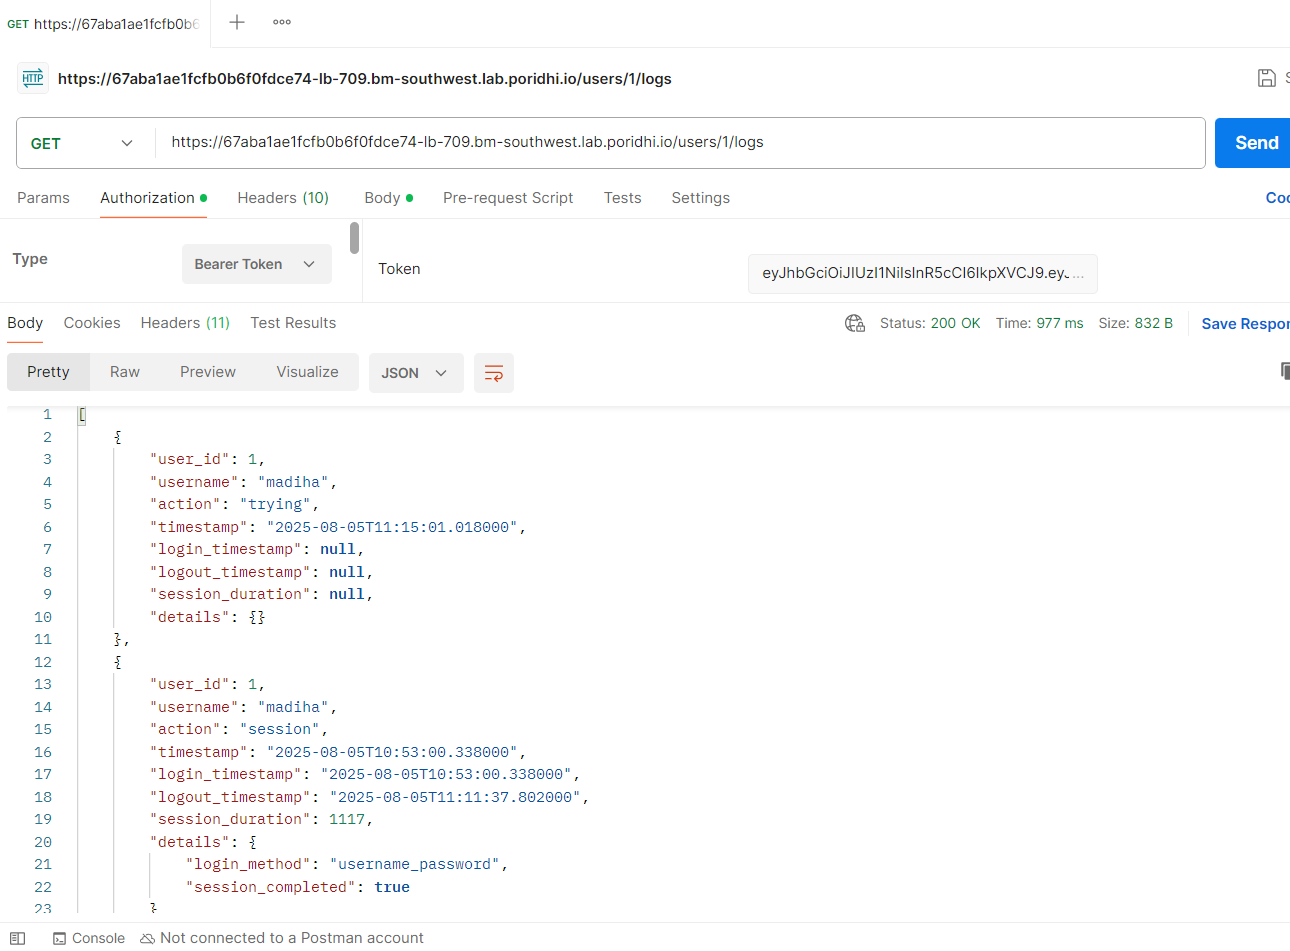 GET https://67aba1ae1fcfb0b6
HTTP https://67aba1ae1fcfb0b6f0fdce74-lb-709.bm-southwest.lab.poridhi.io/users/1/logs
GET https://67aba1ae1fcfb0b6f0fdce74-lb-709.bm-southwest.lab.poridhi.io/users/1/logs Send
Params Authorization Headers (10) Body Pre-request Script Tests Settings
Type Bearer Token Token eyJhbGciOiJIUzI1NiIsInR5cCI6IkpXVCJ9.ey...
Body Cookies Headers (11) Test Results Status: 200 OK Time: 977 ms Size: 832 B Save Respor
Pretty Raw Preview Visualize JSON
1 [
2 {
3 "user_id": 1,
4 "username": "madiha",
5 "action": "trying",
6 "timestamp": "2025-08-05T11:15:01.018000",
7 "login_timestamp": null,
8 "logout_timestamp": null,
9 "session_duration": null,
10 "details": {}
11 },
12 {
13 "user_id": 1,
14 "username": "madiha",
15 "action": "session",
16 "timestamp": "2025-08-05T10:53:00.338000",
17 "login_timestamp": "2025-08-05T10:53:00.338000",
18 "logout_timestamp": "2025-08-05T11:11:37.802000",
19 "session_duration": 1117,
20 "details": {
21 "login_method": "username_password",
22 "session_completed": true
23 }
Console Not connected to a Postman account